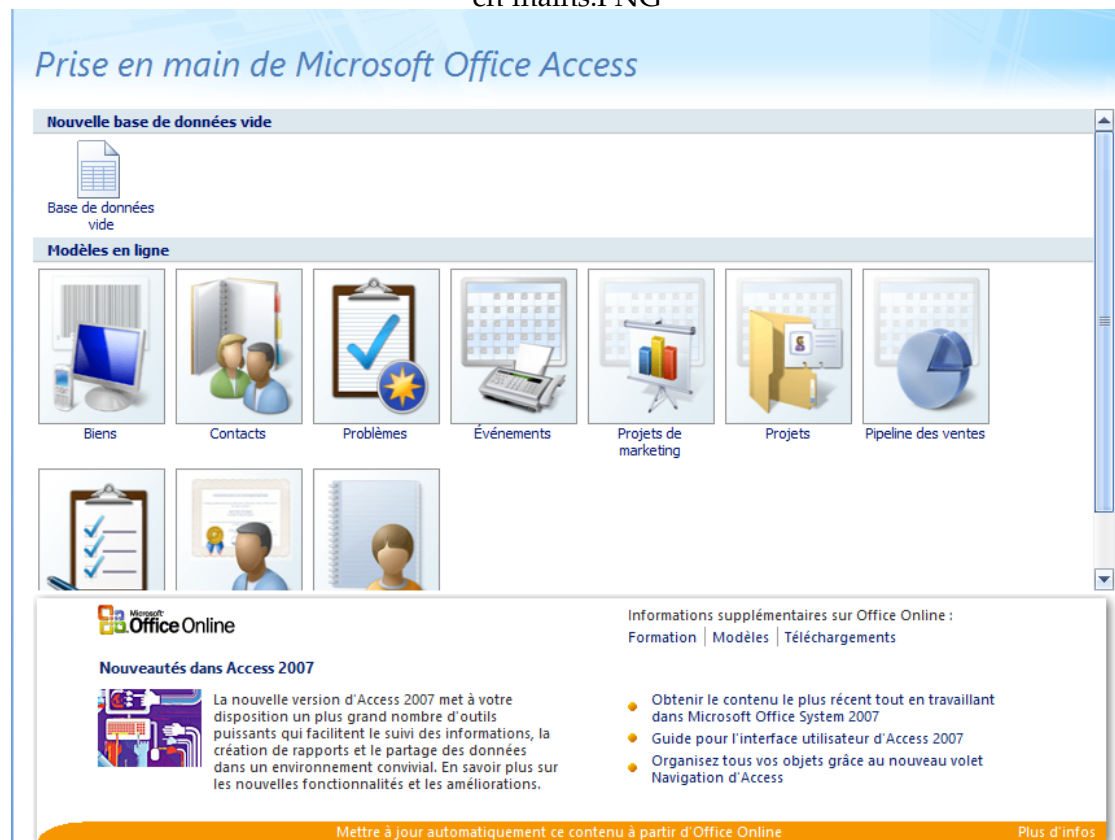 en mains.PNG
Prise en main de Microsoft Office Access
Nouvelle base de données vide
Base de données
vide
Modèles en ligne
Biens
Contacts
Problèmes
Événements
Projets de
marketing
Projets
Pipeline des ventes
Microsoft
Office Online
Informations supplémentaires sur Office Online :
Formation | Modèles | Téléchargements
Nouveautés dans Access 2007
La nouvelle version d'Access 2007 met à votre
disposition un plus grand nombre d'outils
puissants qui facilitent le suivi des informations, la
création de rapports et le partage des données
dans un environnement convivial. En savoir plus sur
les nouvelles fonctionnalités et les améliorations.
Obtenir le contenu le plus récent tout en travaillant
dans Microsoft Office System 2007
Guide pour l'interface utilisateur d'Access 2007
Organisez tous vos objets grâce au nouveau volet
Navigation d'Access
Mettre à jour automatiquement ce contenu à partir d'Office Online
Plus d'infos